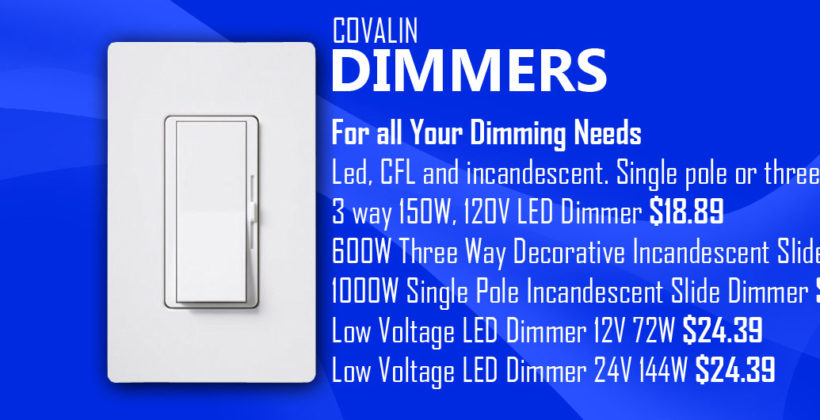 COVALIN
DIMMERS
For all Your Dimming Needs
Led, CFL and incandescent. Single pole or three
3 way 150W, 120V LED Dimmer $18.89
600W Three Way Decorative Incandescent Slide
1000W Single Pole Incandescent Slide Dimmer
Low Voltage LED Dimmer 12V 72W $24.39
Low Voltage LED Dimmer 24V 144W $24.39